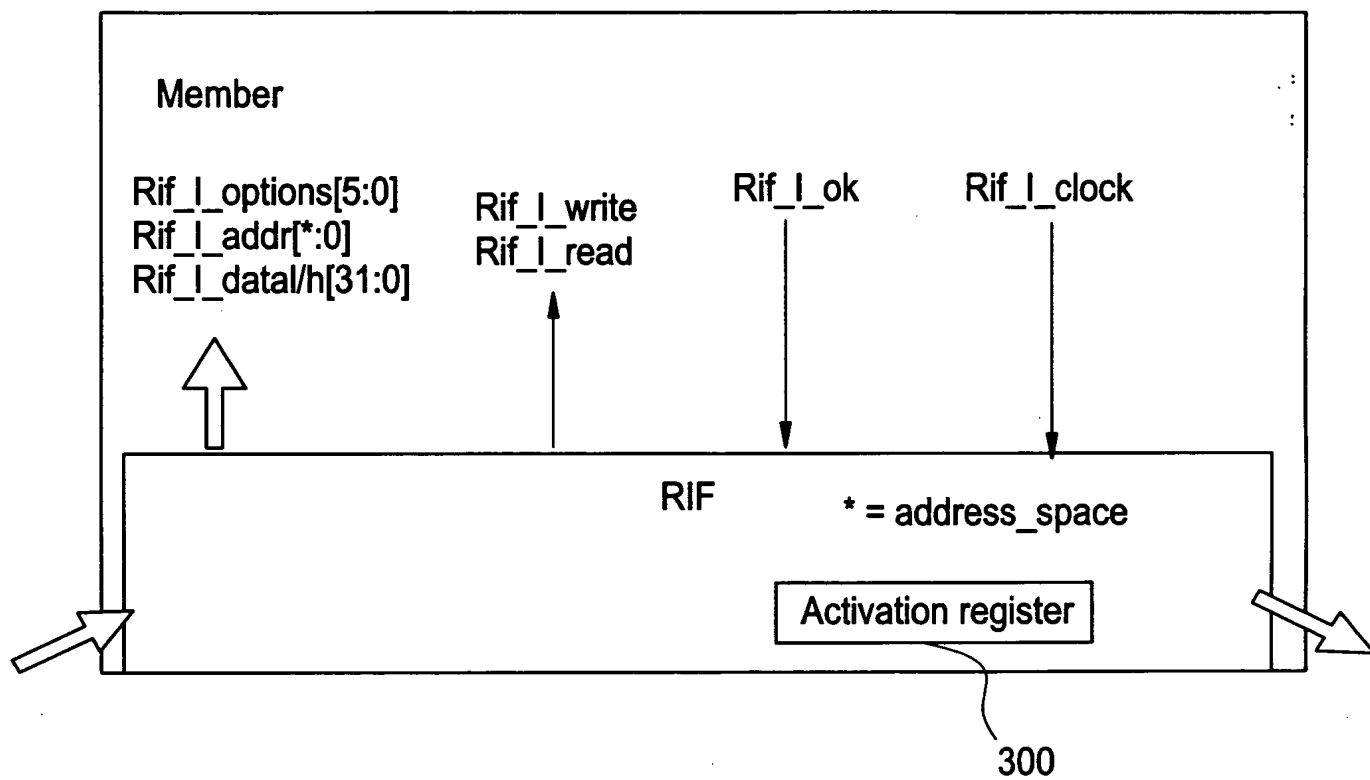 Member
Rif_I_options[5:0]
Rif_I_addr[*:0]
Rif_I_datal/h[31:0]
Rif_I_write
Rif_I_read
Rif_I_ok
Rif_I_clock
RIF
* = address_space
Activation register
300